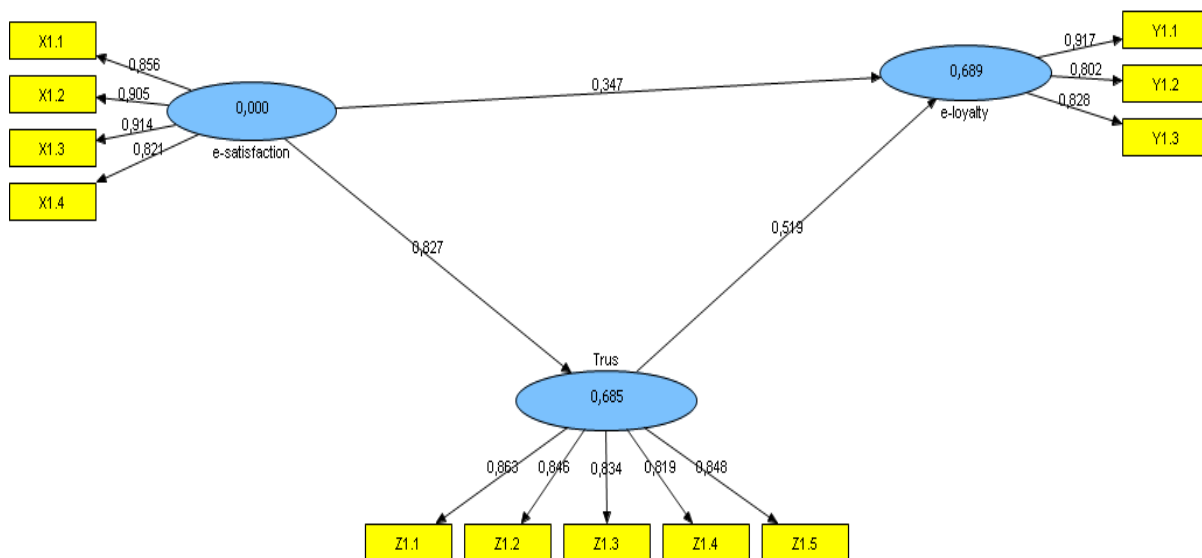 X1.1
0,856
X1.2
0,905
X1.3
0,914
X1.4
0,821
0,000
e-satisfaction
0,347
0,689
e-loyalty
0,917
Y1.1
0,802
Y1.2
0,828
Y1.3
0,827
0,519
Trus
0,685
0,863
0,846
0,834
0,819
0,848
Z1.1
Z1.2
Z1.3
Z1.4
Z1.5